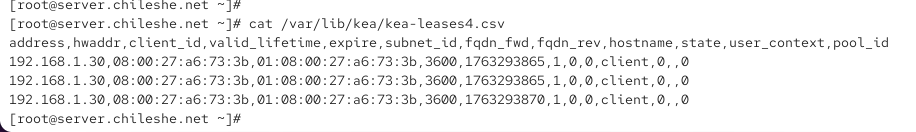 [root@server.chileshe.net ~]#
[root@server.chileshe.net ~]# cat /var/lib/kea/kea-leases4.csv
address,hwaddr,client_id,valid_lifetime,expire,subnet_id,fqdn_fwd,fqdn_rev,hostname,state,user_context,pool_id
192.168.1.30,08:00:27:a6:73:3b,01:08:00:27:a6:73:3b,3600,1763293865,1,0,0,client,0,,0
192.168.1.30,08:00:27:a6:73:3b,01:08:00:27:a6:73:3b,3600,1763293865,1,0,0,client,0,,0
192.168.1.30,08:00:27:a6:73:3b,01:08:00:27:a6:73:3b,3600,1763293870,1,0,0,client,0,,0
[root@server.chileshe.net ~]#